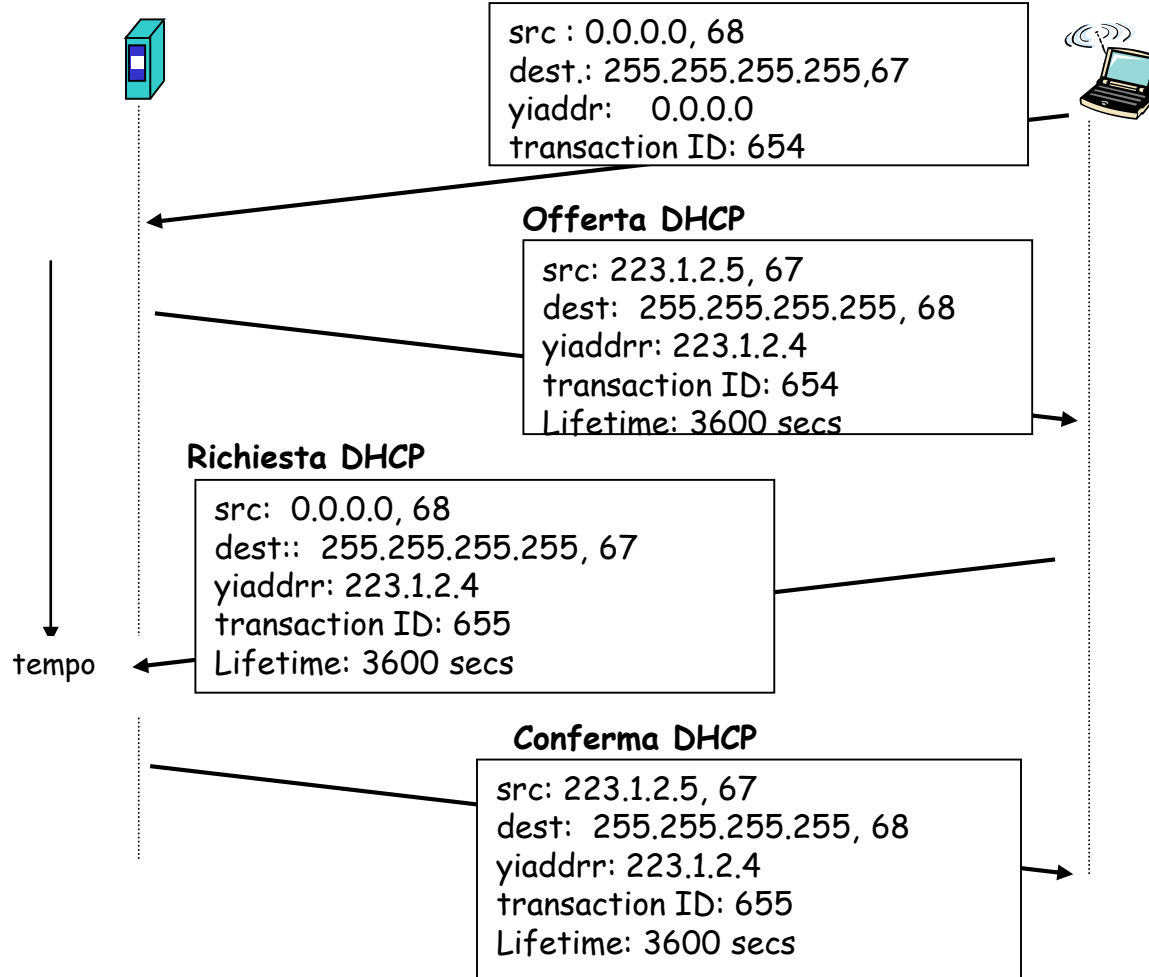 src : 0.0.0.0, 68
dest.: 255.255.255.255,67
yiaddr: 0.0.0.0
transaction ID: 654
Offerta DHCP
src: 223.1.2.5, 67
dest: 255.255.255.255, 68
yiaddrr: 223.1.2.4
transaction ID: 654
Lifetime: 3600 secs
Richiesta DHCP
src: 0.0.0.0, 68
dest:: 255.255.255.255, 67
yiaddrr: 223.1.2.4
transaction ID: 655
Lifetime: 3600 secs
tempo
Conferma DHCP
src: 223.1.2.5, 67
dest: 255.255.255.255, 68
yiaddrr: 223.1.2.4
transaction ID: 655
Lifetime: 3600 secs